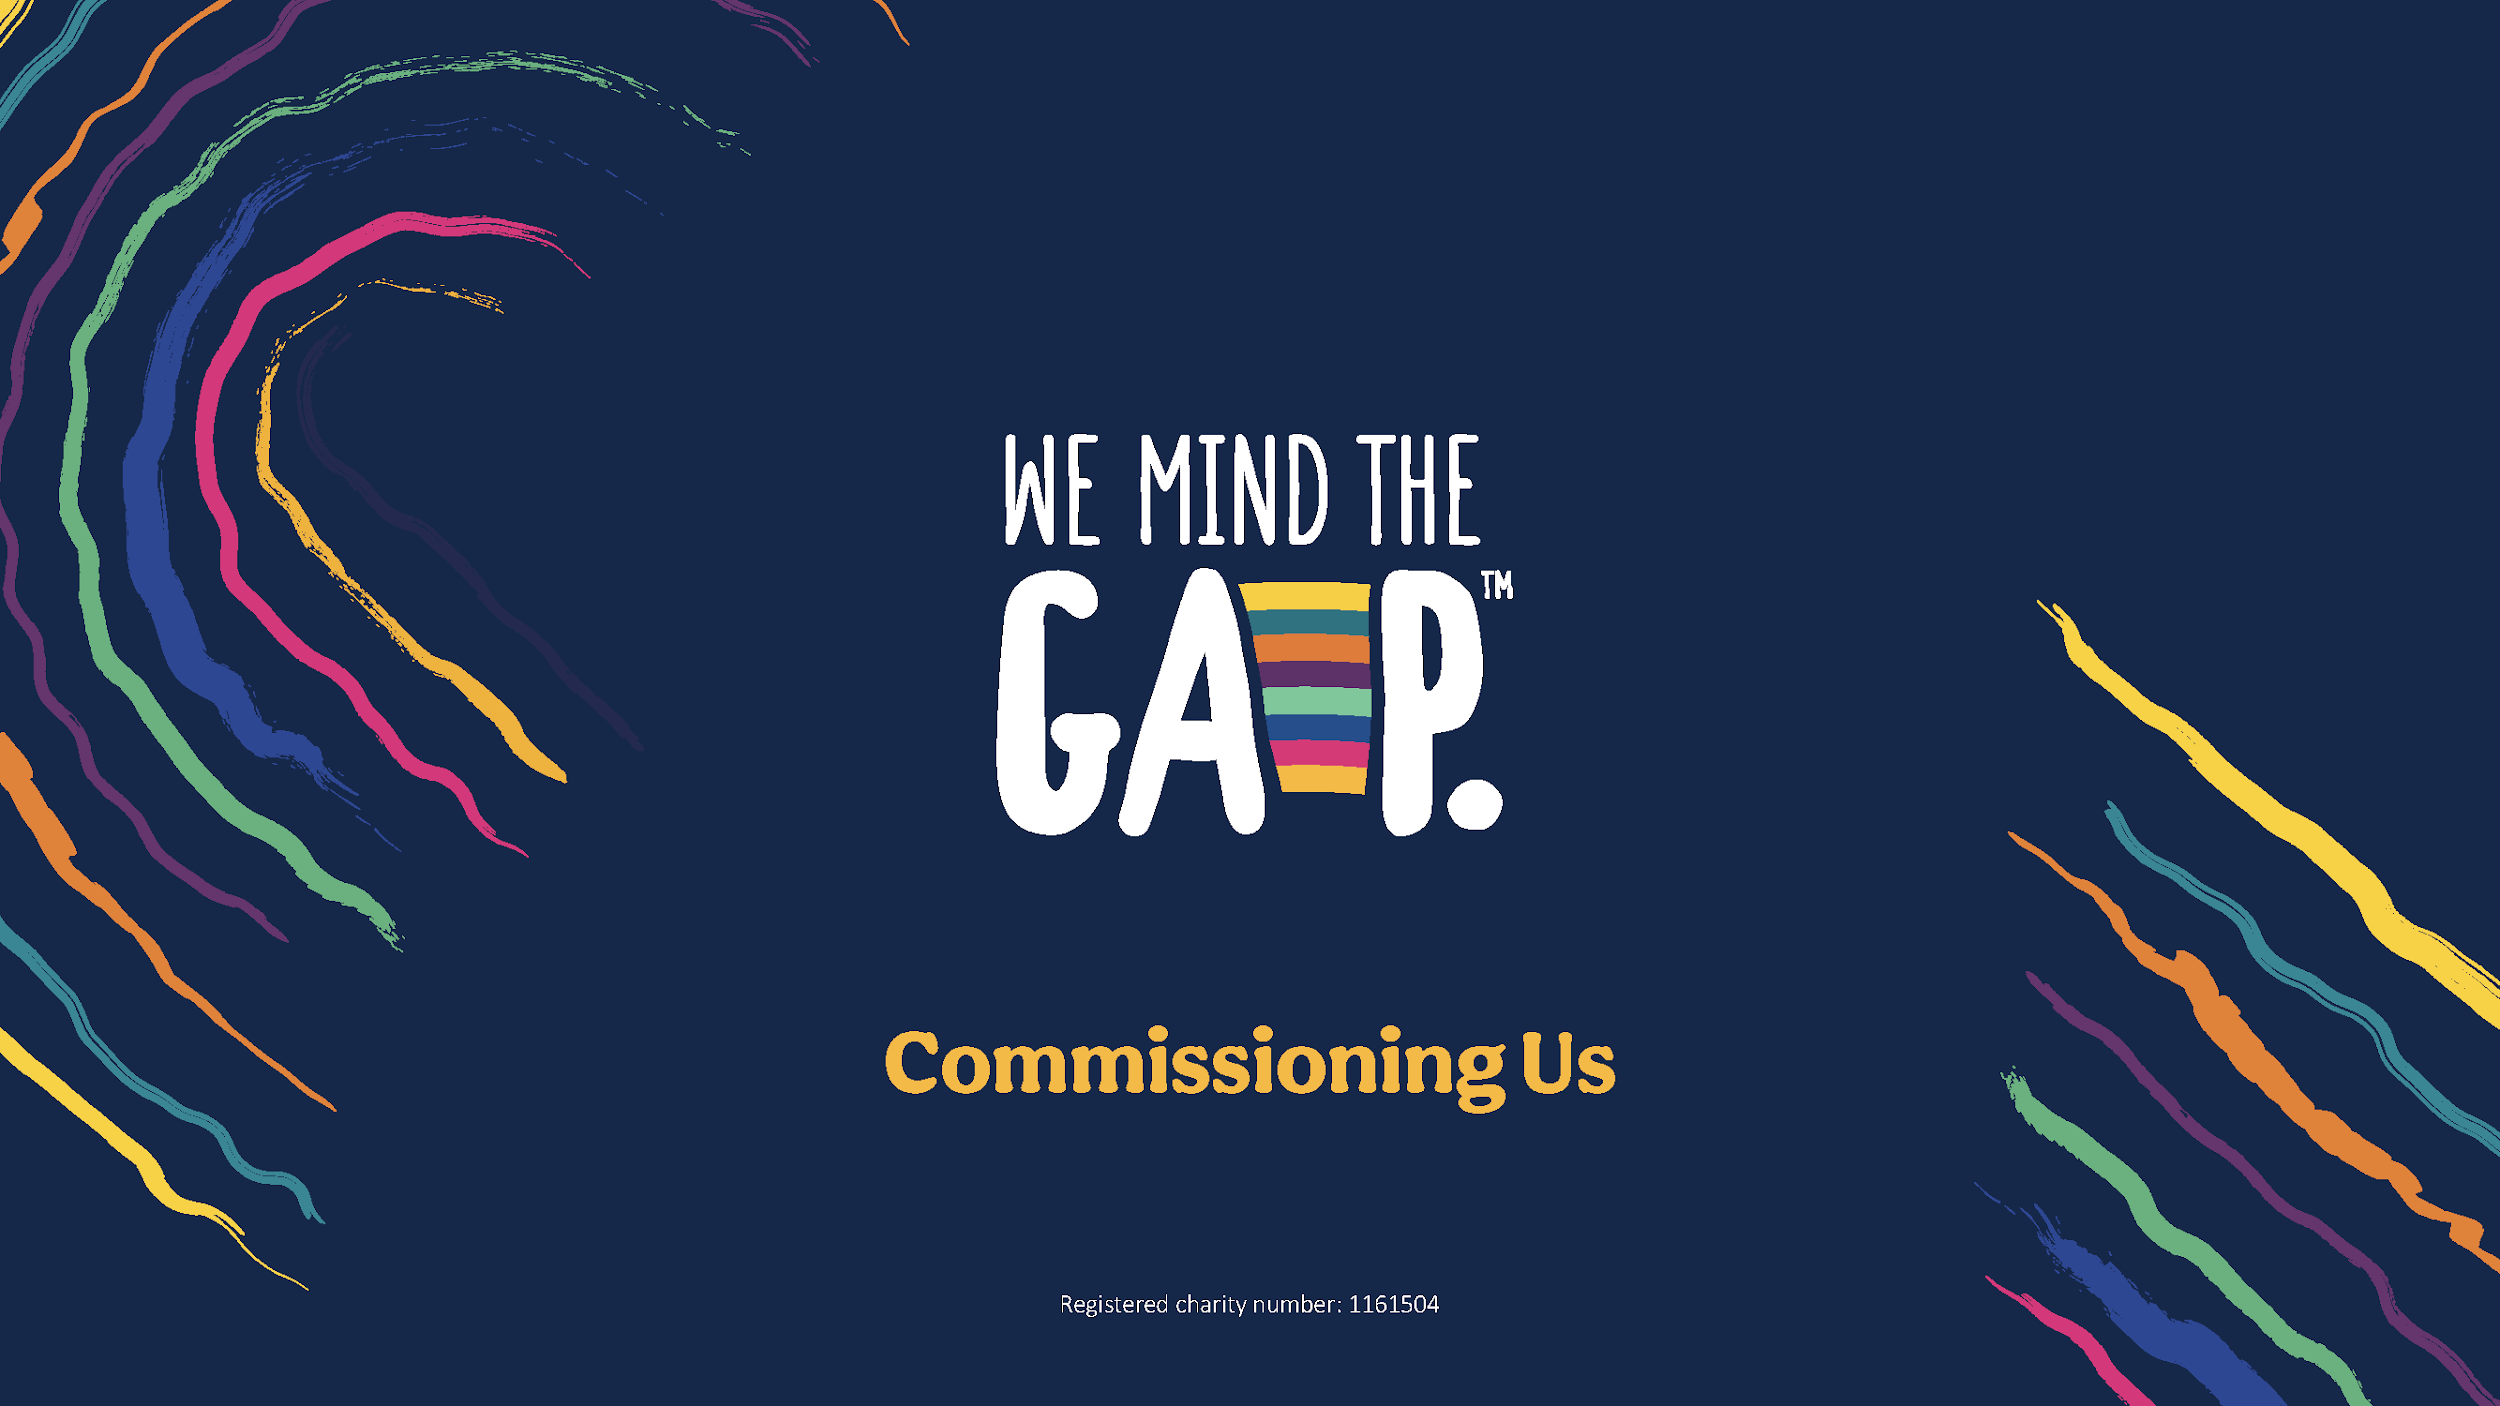 WE MIND THE
GAP.™
Commissioning Us
Registered charity number: 1161504